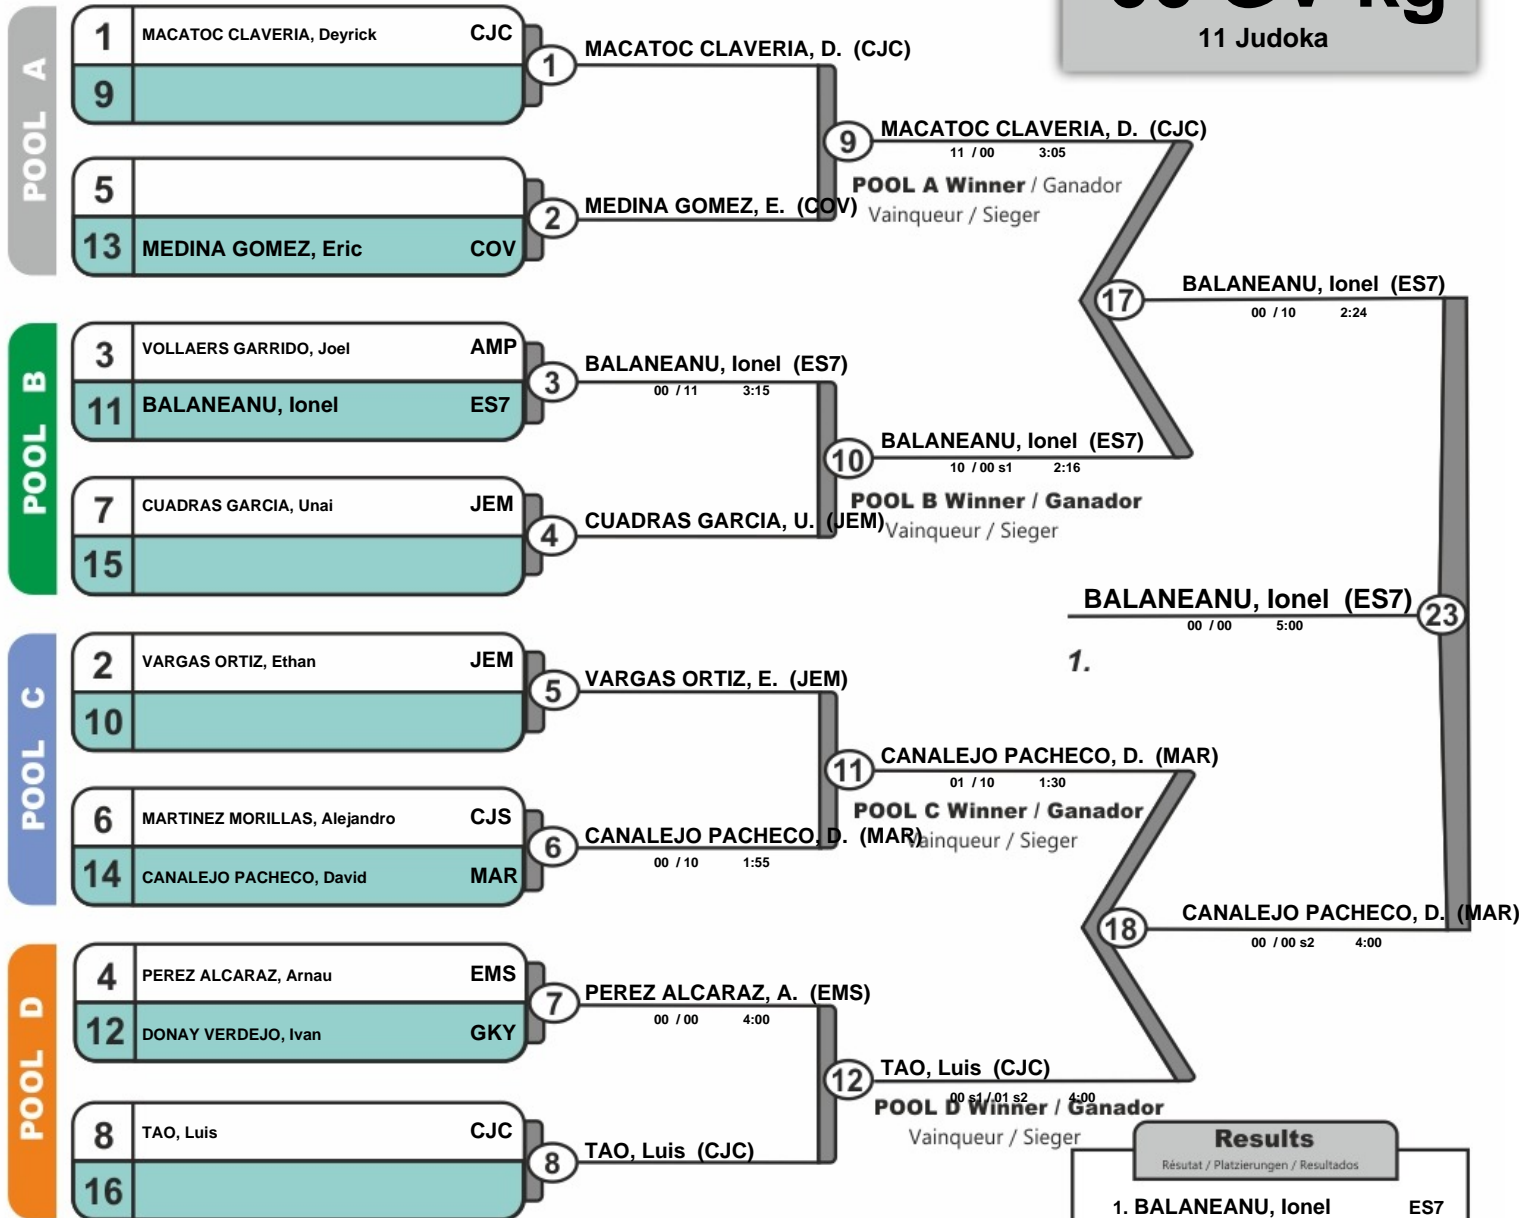 11 Judoka
POOL A
1 MACATOC CLAVERIA, Deyrick CJC
9
1
MACATOC CLAVERIA, D. (CJC)
5
13 MEDINA GOMEZ, Eric COV
2
MEDINA GOMEZ, E. (COV)
9
MACATOC CLAVERIA, D. (CJC)
11 / 00 3:05
POOL A Winner / Ganador
Vainqueur / Sieger
POOL B
3 VOLLAERS GARRIDO, Joel AMP
11 BALANEANU, Ionel ES7
3
BALANEANU, Ionel (ES7)
00 / 11 3:15
7 CUADRAS GARCIA, Unai JEM
15
4
CUADRAS GARCIA, U. (JEM)
10
BALANEANU, Ionel (ES7)
10 / 00 s1 2:16
POOL B Winner / Ganador
Vainqueur / Sieger
17
BALANEANU, Ionel (ES7)
00 / 10 2:24
BALANEANU, Ionel (ES7)
23
00 / 00 5:00
1.
POOL C
2 VARGAS ORTIZ, Ethan JEM
10
5
VARGAS ORTIZ, E. (JEM)
6 MARTINEZ MORILLAS, Alejandro CJS
14 CANALEJO PACHECO, David MAR
6
CANALEJO PACHECO, D. (MAR)
00 / 10 1:55
11
CANALEJO PACHECO, D. (MAR)
01 / 10 1:30
POOL C Winner / Ganador
Vainqueur / Sieger
18
CANALEJO PACHECO, D. (MAR)
00 / 00 s2 4:00
POOL D
4 PEREZ ALCARAZ, Arnau EMS
12 DONAY VERDEJO, Ivan GKY
7
PEREZ ALCARAZ, A. (EMS)
00 / 00 4:00
8 TAO, Luis CJC
16
8
TAO, Luis (CJC)
12
TAO, Luis (CJC)
00 s1 / 01 s2 4:00
POOL D Winner / Ganador
Vainqueur / Sieger
Results
Résutat / Platzierungen / Resultados
1. BALANEANU, Ionel ES7